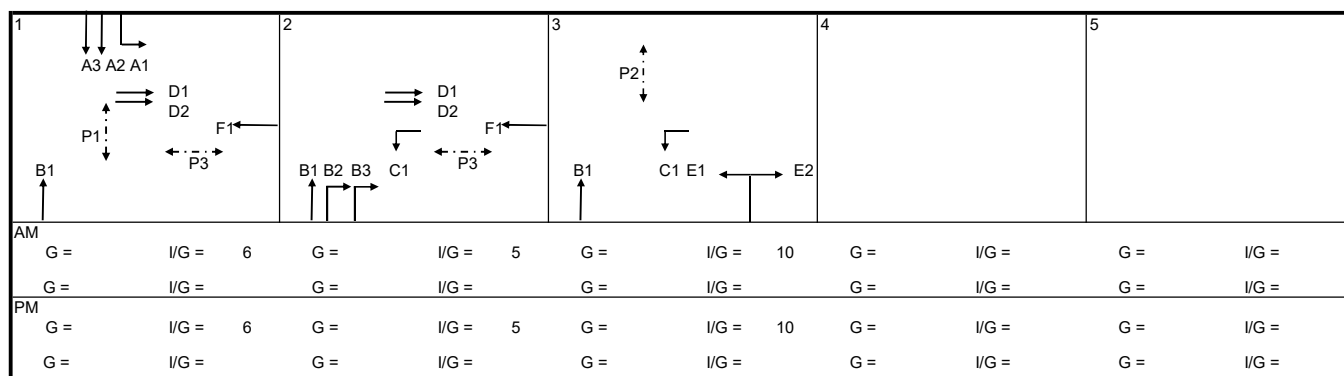 1 2 3 4 5
A3 A2 A1
P2
D1 D1
D2 D2
P1 F1 F1
P3 P3
B1 B1 B2 B3 C1 B1 C1 E1 E2
AM
G = I/G = 6 G = I/G = 5 G = I/G = 10 G = I/G = G = I/G =
G = I/G = G = I/G = G = I/G = G = I/G = G = I/G =
PM
G = I/G = 6 G = I/G = 5 G = I/G = 10 G = I/G = G = I/G =
G = I/G = G = I/G = G = I/G = G = I/G = G = I/G =